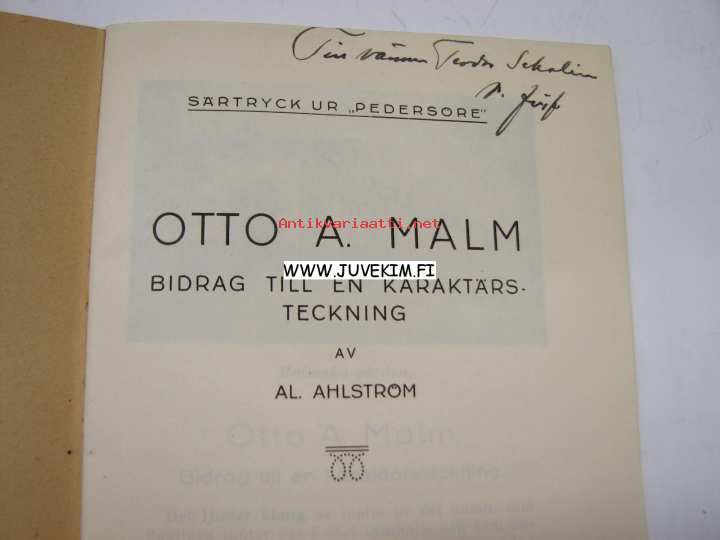 Till vännen Teodor Schalin
SÄRTRYCK UR „PEDERSÖRE"
OTTO A. MALM
Antikvariaatti.net
WWW.JUVEKIM.FI
BIDRAG TILL EN KARAKTÄRS-
TECKNING
AV
AL. AHLSTRÖM
Otto A. Malm